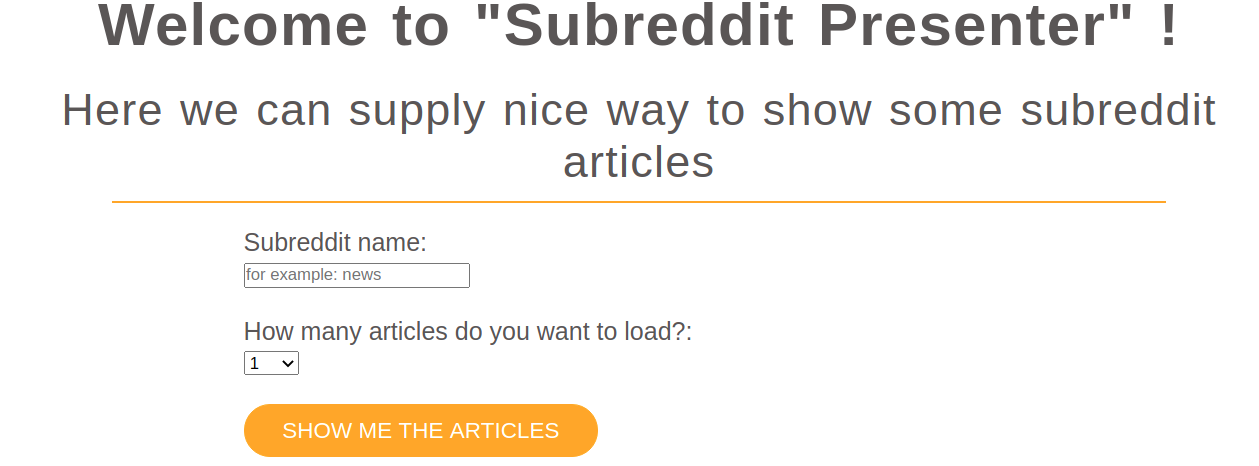 Welcome to "Subreddit Presenter" !
Here we can supply nice way to show some subreddit
articles
Subreddit name:
for example: news
How many articles do you want to load?:
1
SHOW ME THE ARTICLES